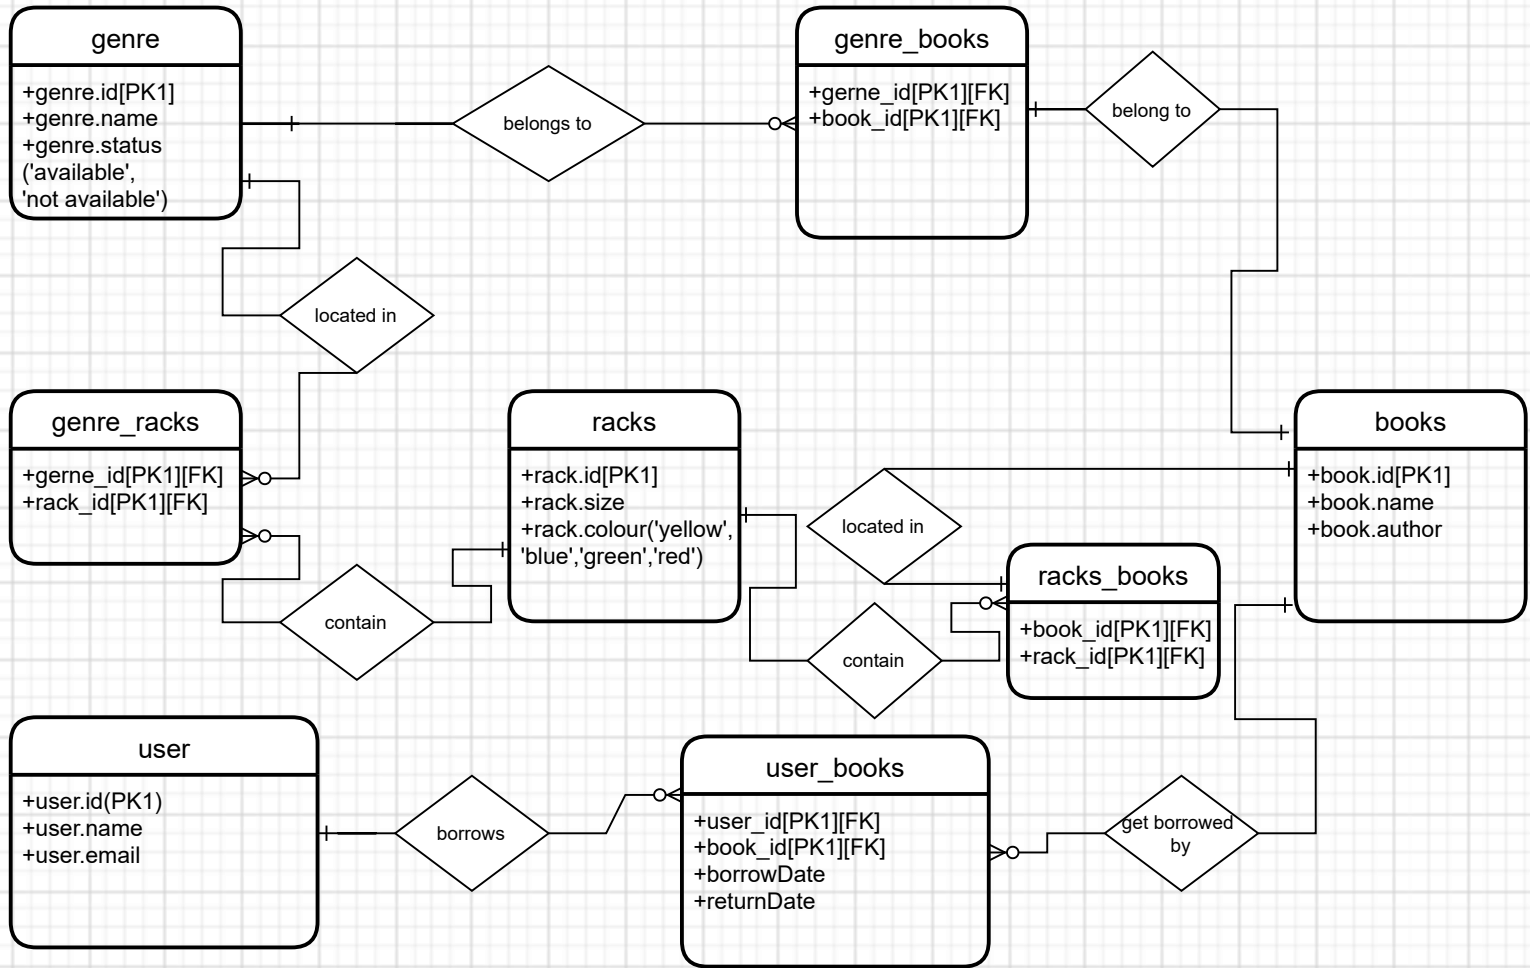 genre
+genre.id[PK1]
+genre.name
+genre.status
('available',
'not available')
belongs to
genre_books
+gerne_id[PK1][FK]
+book_id[PK1][FK]
belong to
located in
genre_racks
+gerne_id[PK1][FK]
+rack_id[PK1][FK]
contain
racks
+rack.id[PK1]
+rack.size
+rack.colour('yellow',
'blue','green','red')
located in
contain
racks_books
+book_id[PK1][FK]
+rack_id[PK1][FK]
books
+book.id[PK1]
+book.name
+book.author
user
+user.id(PK1)
+user.name
+user.email
borrows
user_books
+user_id[PK1][FK]
+book_id[PK1][FK]
+borrowDate
+returnDate
get borrowed
by